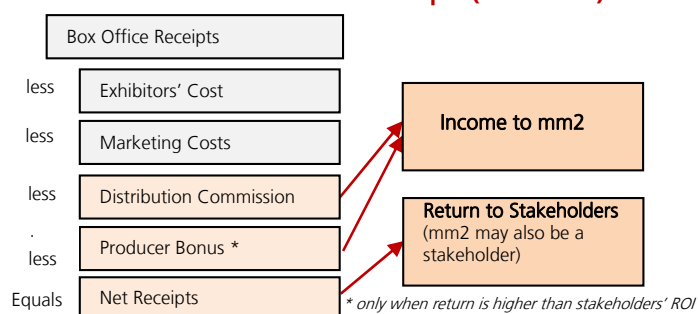 Box Office Receipts
less Exhibitors' Cost
less Marketing Costs
less Distribution Commission
.
less Producer Bonus *
Equals Net Receipts
Income to mm2
Return to Stakeholders
(mm2 may also be a
stakeholder)
* only when return is higher than stakeholders' ROI